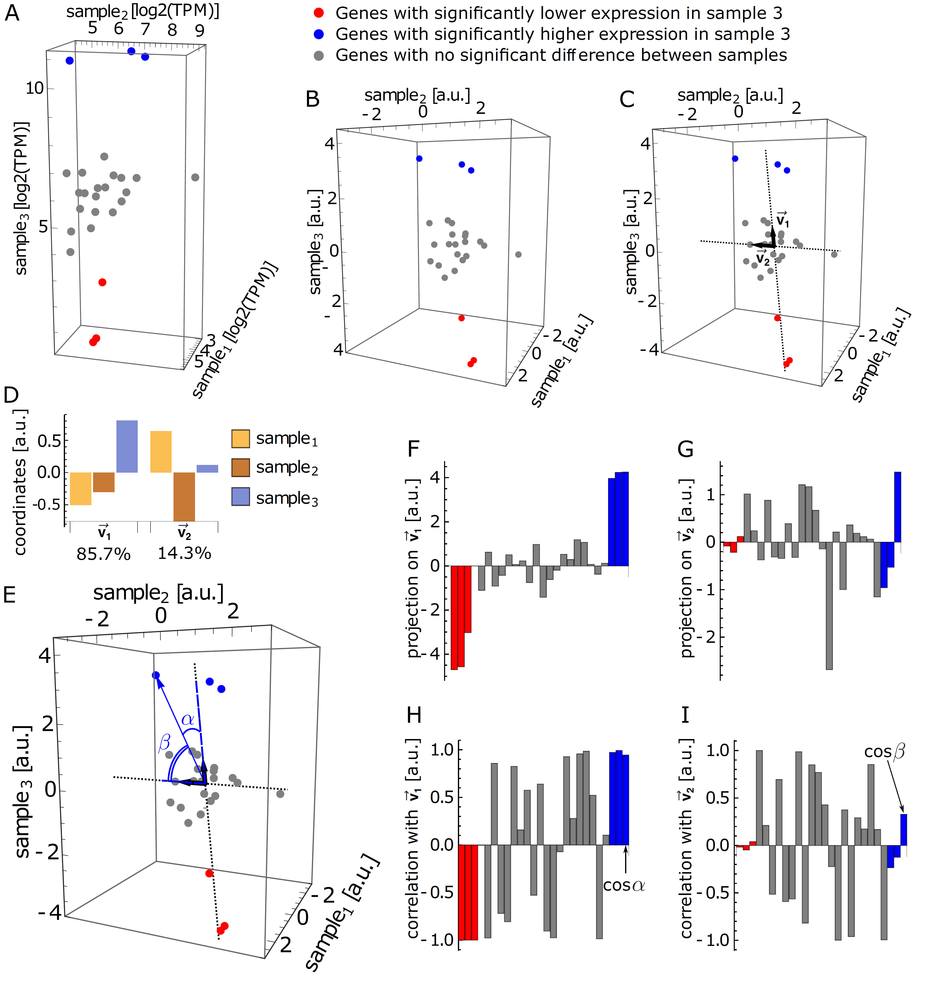 A
sample2 [log2(TPM)]
5 6 7 8 9
10
5
sample3 [log2(TPM)]
3
4
5
sample1 [log2(TPM)]
Genes with significantly lower expression in sample 3
Genes with significantly higher expression in sample 3
Genes with no significant difference between samples
B
sample2 [a.u.]
-2 0 2
4
2
0
-
2
-
4
sample3 [a.u.]
-2
0
2
sample1 [a.u.]
C
sample2 [a.u.]
-2 0 2
4
2
0
-2
-4
sample3 [a.u.]
v1
v2
-2
0
2
sample1 [a.u.]
D
coordinates [a.u.]
0.5
0.0
-0.5
v1 v2
85.7% 14.3%
sample1
sample2
sample3
E
sample2 [a.u.]
-2 0 2
4
2
0
-2
-4
sample3 [a.u.]
α
β
-2
0
2
sample1 [a.u.]
F
projection on v1 [a.u.]
4
2
0
-2
-4
G
projection on v2 [a.u.]
1
0
-1
-2
H
correlation with v1 [a.u.]
1.0
0.5
0.0
-0.5
-1.0
cosα
I
correlation with v2 [a.u.]
1.0
0.5
0.0
-0.5
-1.0
cosβ